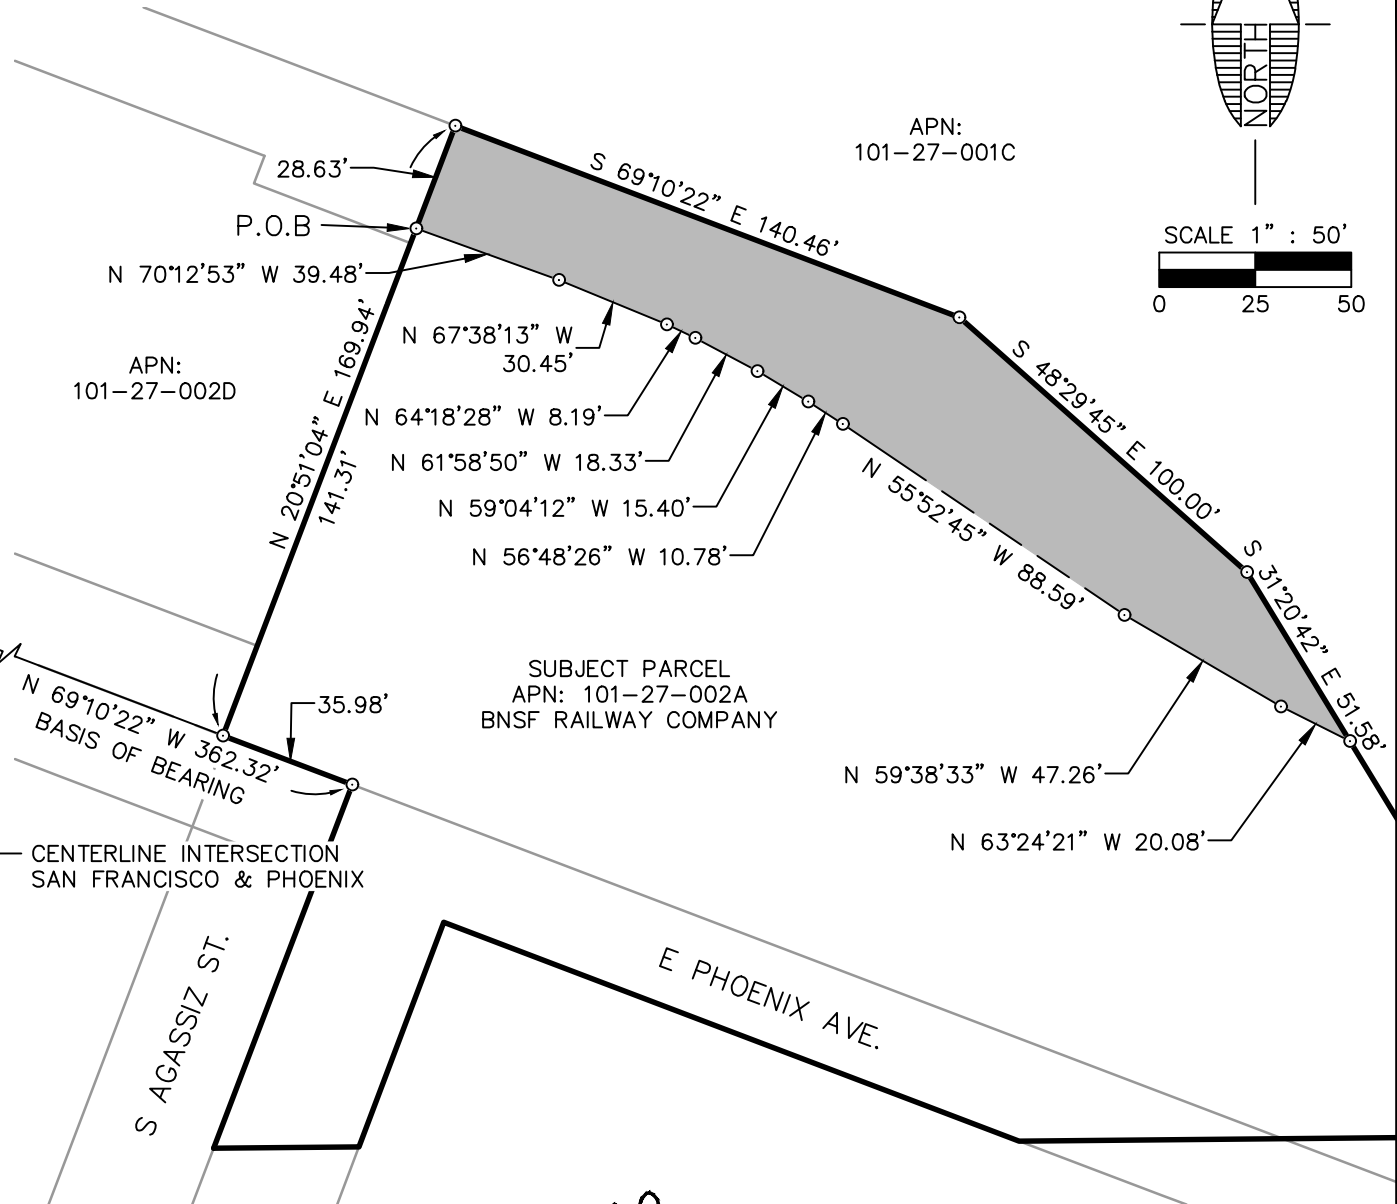 NORTH
APN:
101-27-001C
SCALE 1" : 50'
0 25 50
28.63'
S 69°10'22" E 140.46'
P.O.B
N 70°12'53" W 39.48'
N 67°38'13" W
30.45'
APN:
101-27-002D
N 20°51'04" E 169.94'
141.31'
N 64°18'28" W 8.19'
N 61°58'50" W 18.33'
N 59°04'12" W 15.40'
N 56°48'26" W 10.78'
S 48°29'45" E 100.00'
N 55°52'45" W 88.59'
S 31°20'42" E 51.58'
SUBJECT PARCEL
APN: 101-27-002A
BNSF RAILWAY COMPANY
35.98'
N 69°10'22" W 362.32'
BASIS OF BEARING
N 59°38'33" W 47.26'
N 63°24'21" W 20.08'
CENTERLINE INTERSECTION
SAN FRANCISCO & PHOENIX
S AGASSIZ ST.
E PHOENIX AVE.